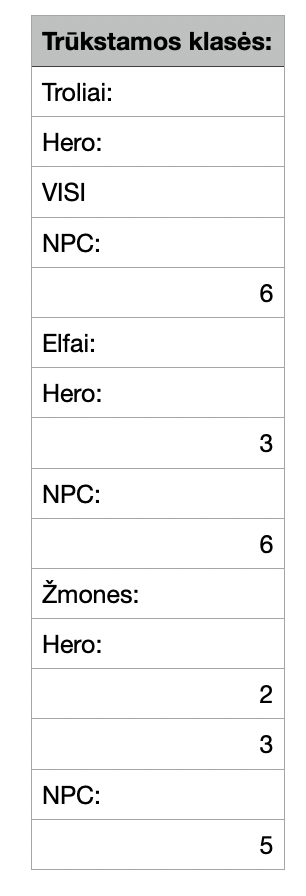 Trūkstamos klasės:
Troliai:
Hero:
VISI
NPC:
6
Elfai:
Hero:
3
NPC:
6
Žmones:
Hero:
2
3
NPC:
5